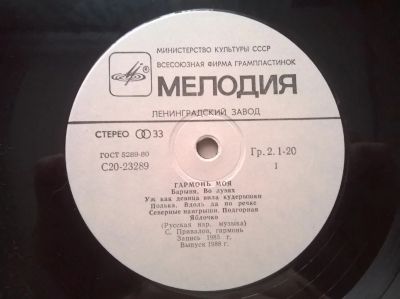 МИНИСТЕРСТВО КУЛЬТУРЫ СССР
ВСЕСОЮЗНАЯ ФИРМА ГРАМПЛАСТИНОК
МЕЛОДИЯ
ЛЕНИНГРАДСКИЙ ЗАВОД
СТЕРЕО 33
ГОСТ 5289-80
Гр. 2. 1-20
С20-23289
1
ГАРМОНЬ МОЯ
Барыня. Во лузях
Уж как девица вила кудерышки
Полька. Вдоль да по речке
Северные наигрыши. Подгорная
Яблочко
(Русская нар. музыка)
С. Привалов, гармонь
Запись 1985 г.
Выпуск 1988 г.